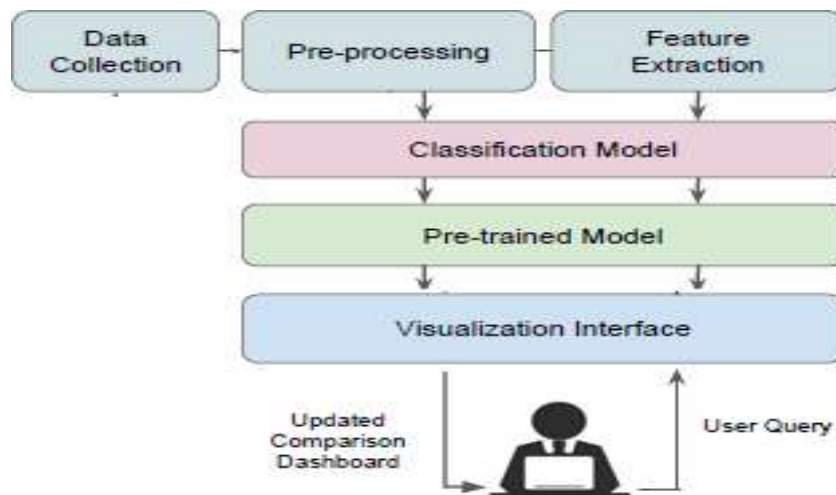 Data
Collection
Pre-processing
Feature
Extraction
Classification Model
Pre-trained Model
Visualization Interface
Updated
Comparison
Dashboard
User Query